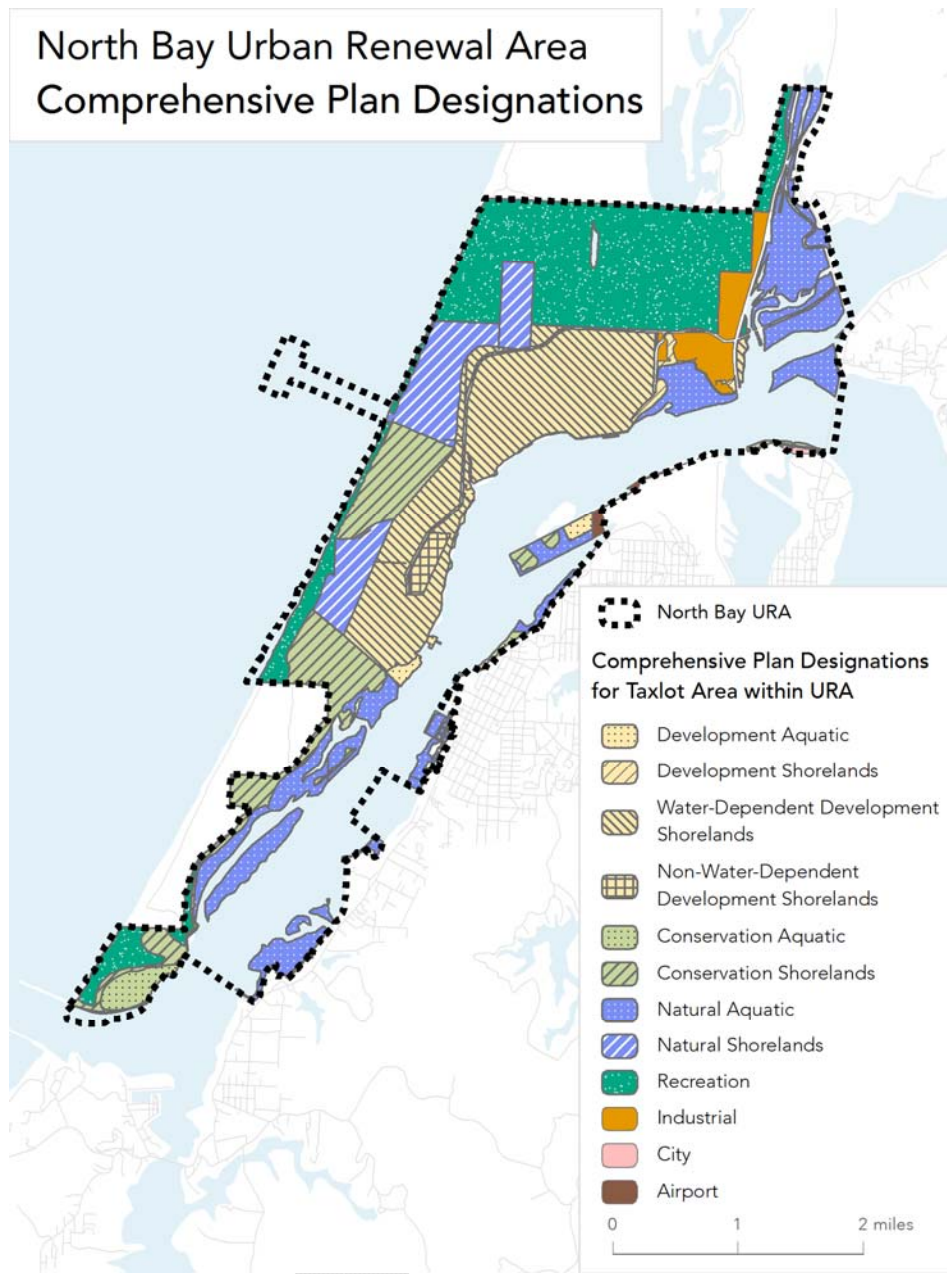 North Bay Urban Renewal Area
Comprehensive Plan Designations
North Bay URA
Comprehensive Plan Designations
for Taxlot Area within URA
Development Aquatic
Development Shorelands
Water-Dependent Development
Shorelands
Non-Water-Dependent
Development Shorelands
Conservation Aquatic
Conservation Shorelands
Natural Aquatic
Natural Shorelands
Recreation
Industrial
City
Airport
0 1 2 miles